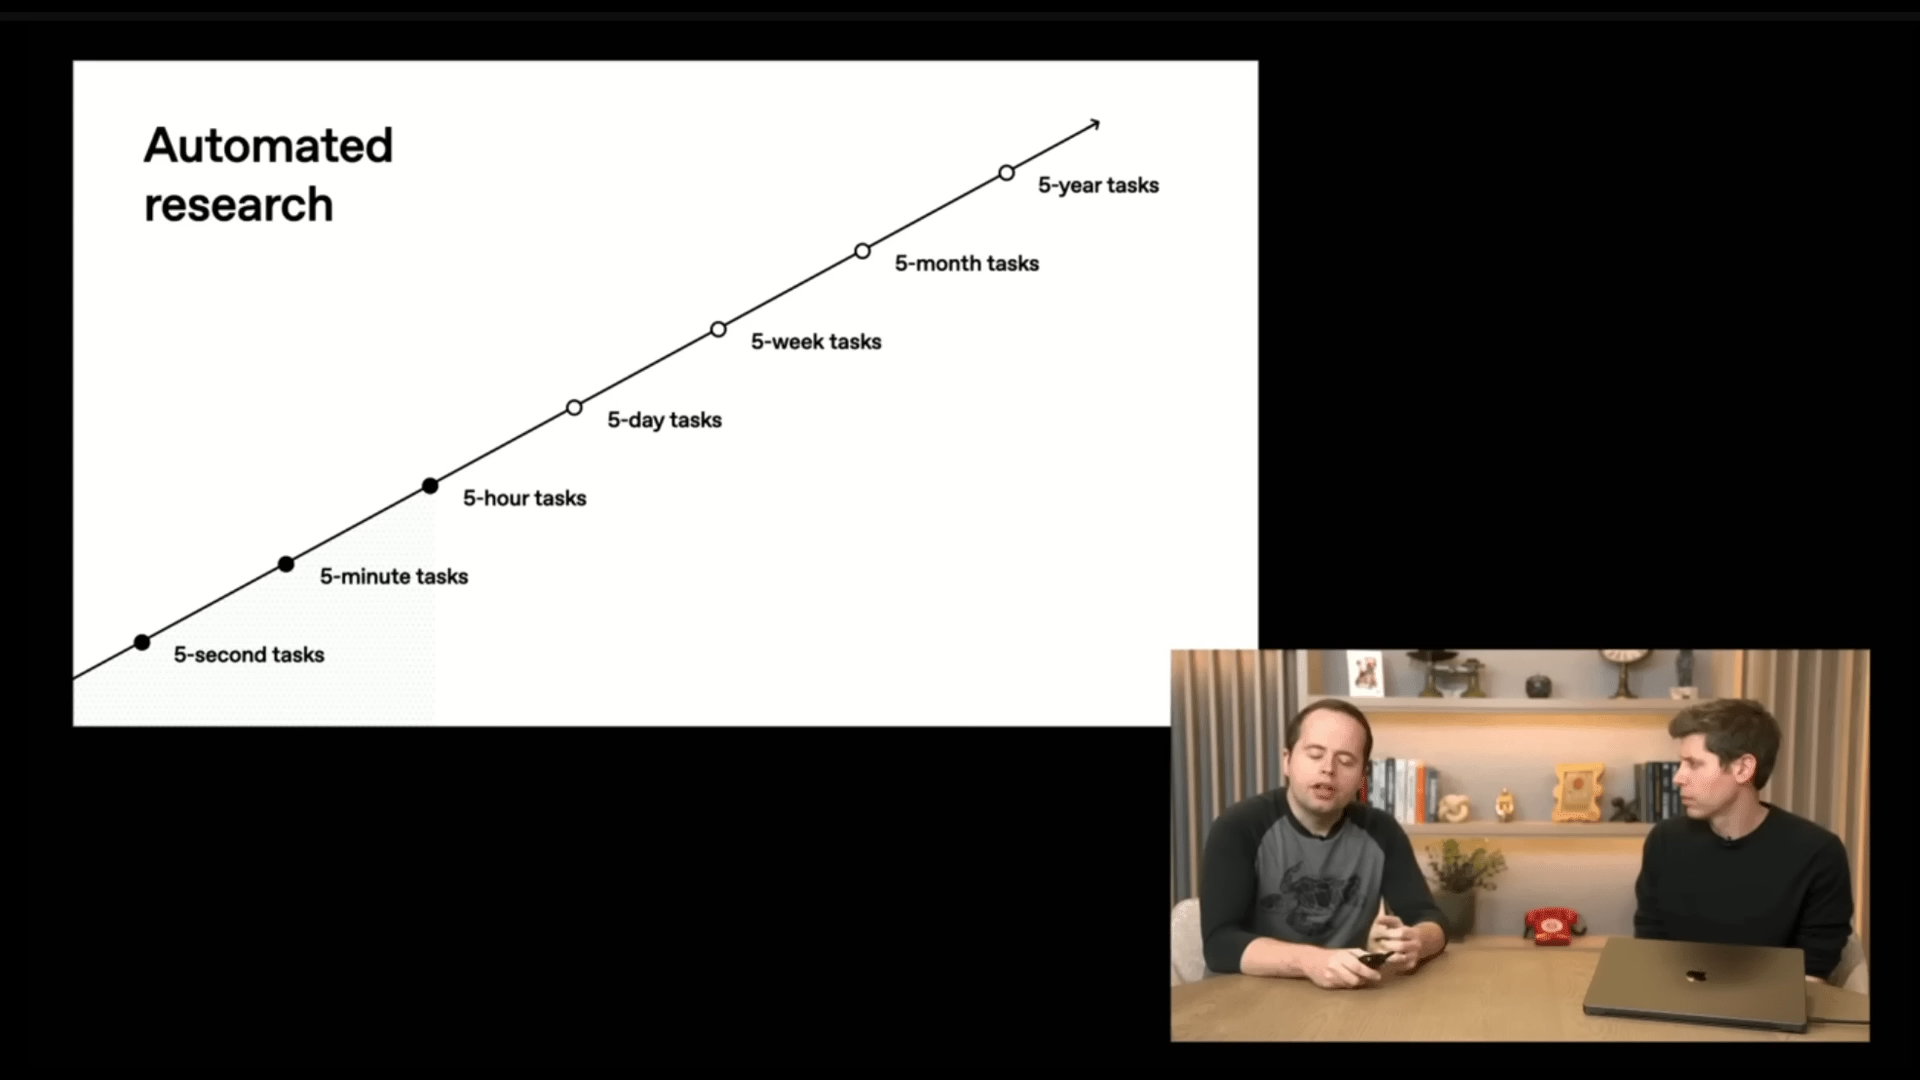 Automated
research
5-year tasks
5-month tasks
5-week tasks
5-day tasks
5-hour tasks
5-minute tasks
5-second tasks